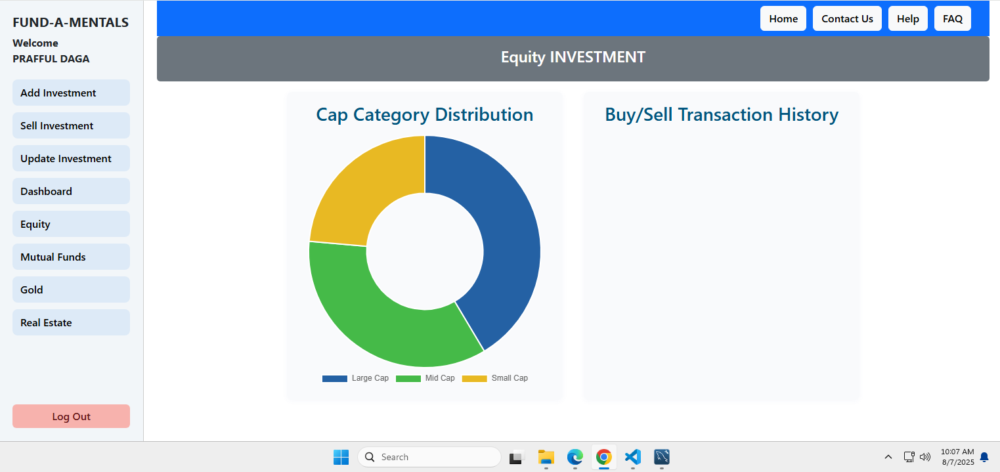 FUND-A-MENTALS
Welcome
PRAFFUL DAGA
Add Investment
Sell Investment
Update Investment
Dashboard
Equity
Mutual Funds
Gold
Real Estate
Log Out
Home Contact Us Help FAQ
Equity INVESTMENT
Cap Category Distribution
Large Cap Mid Cap Small Cap
Buy/Sell Transaction History
Search
10:07 AM
8/7/2025